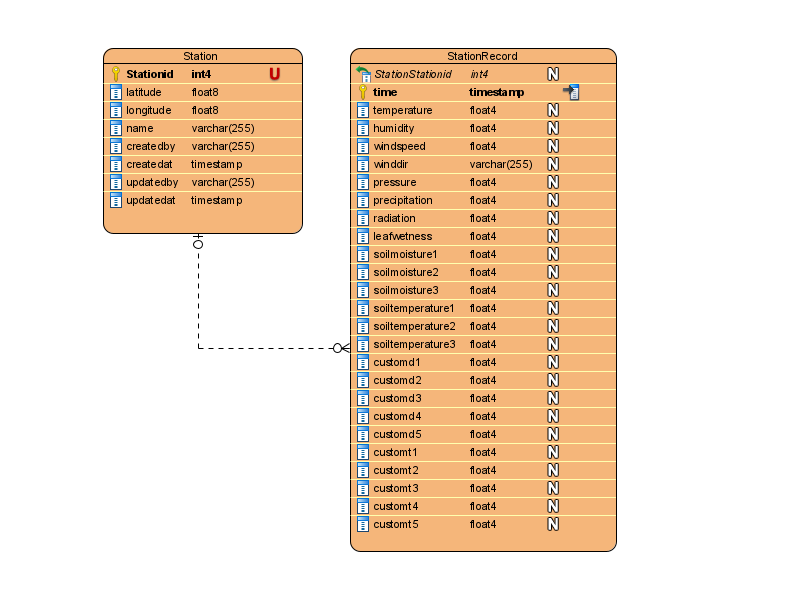 Station
Stationid int4 U
latitude float8
longitude float8
name varchar(255)
createdby varchar(255)
createdat timestamp
updatedby varchar(255)
updatedat timestamp
StationRecord
StationStationid int4 N
time timestamp
temperature float4 N
humidity float4 N
windspeed float4 N
winddir varchar(255) N
pressure float4 N
precipitation float4 N
radiation float4 N
leafwetness float4 N
soilmoisture1 float4 N
soilmoisture2 float4 N
soilmoisture3 float4 N
soiltemperature1 float4 N
soiltemperature2 float4 N
soiltemperature3 float4 N
customd1 float4 N
customd2 float4 N
customd3 float4 N
customd4 float4 N
customd5 float4 N
customt1 float4 N
customt2 float4 N
customt3 float4 N
customt4 float4 N
customt5 float4 N